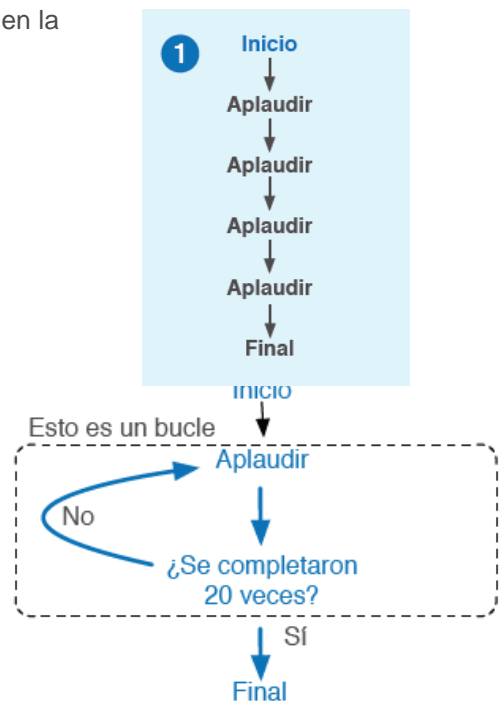 en la
1
Inicio
Aplaudir
Aplaudir
Aplaudir
Aplaudir
Final
Inicio
Esto es un bucle
Aplaudir
No
¿Se completaron
20 veces?
Sí
Final